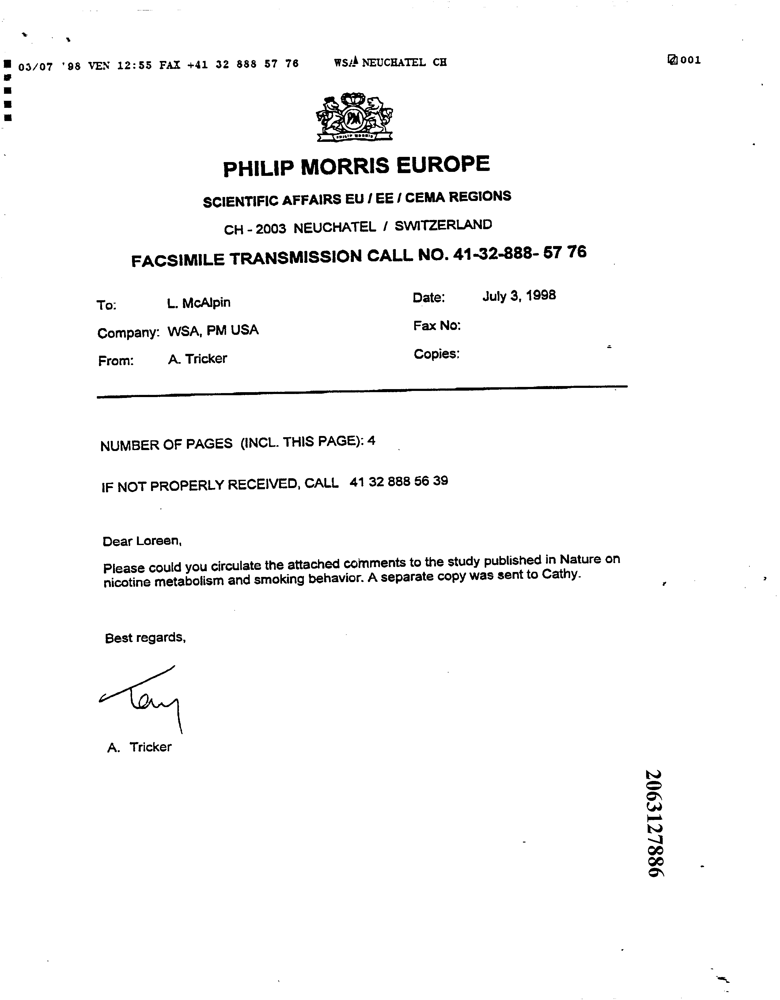 03/07 '98 VEN 12:55 FAX +41 32 888 57 76 WSA NEUCHATEL CH 001
PM
PHILIP MORRIS
PHILIP MORRIS EUROPE
SCIENTIFIC AFFAIRS EU / EE / CEMA REGIONS
CH - 2003 NEUCHATEL / SWITZERLAND
FACSIMILE TRANSMISSION CALL NO. 41-32-888- 57 76
To: L. McAlpin Date: July 3, 1998
Company: WSA, PM USA Fax No:
From: A. Tricker Copies:
NUMBER OF PAGES (INCL. THIS PAGE): 4
IF NOT PROPERLY RECEIVED, CALL 41 32 888 56 39
Dear Loreen,
Please could you circulate the attached comments to the study published in Nature on
nicotine metabolism and smoking behavior. A separate copy was sent to Cathy.
Best regards,
Tony
A. Tricker
2063127886